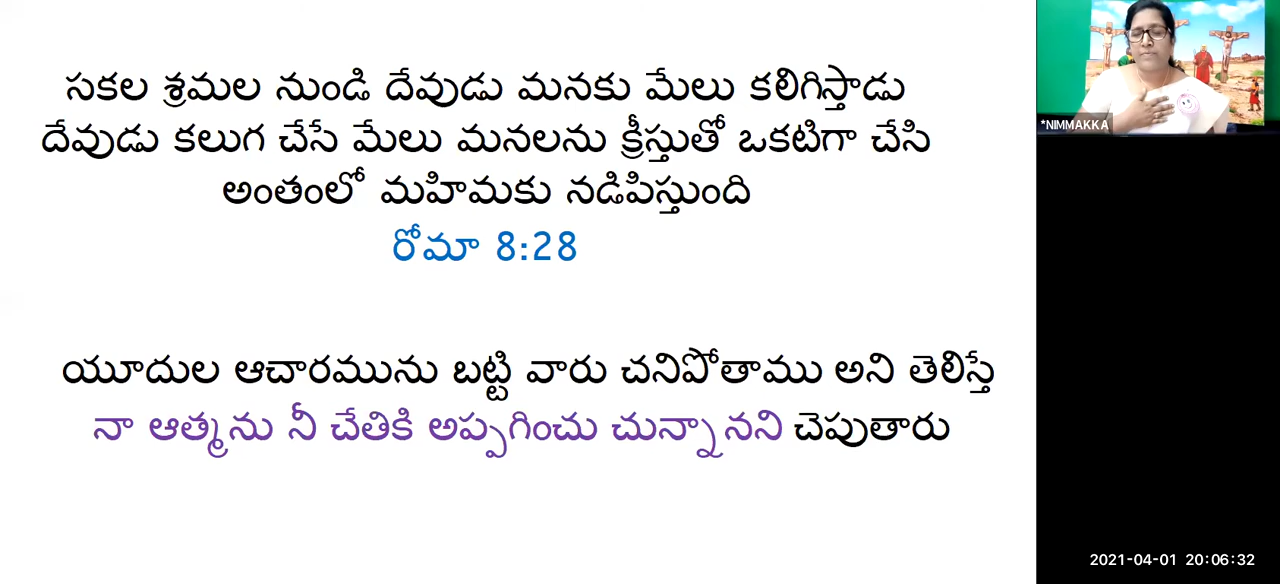 సకల శ్రమల నుండి దేవుడు మనకు మేలు కలిగిస్తాడు
దేవుడు కలుగ చేసే మేలు మనలను క్రీస్తుతో ఒకటిగా చేసి
అంతంలో మహిమకు నడిపిస్తుంది
రోమా 8:28
యూదుల ఆచారమును బట్టి వారు చనిపోతాము అని తెలిస్తే
నా ఆత్మను నీ చేతికి అప్పగించు చున్నానని చెపుతారు
*NIMMAKKA
2021-04-01 20:06:32